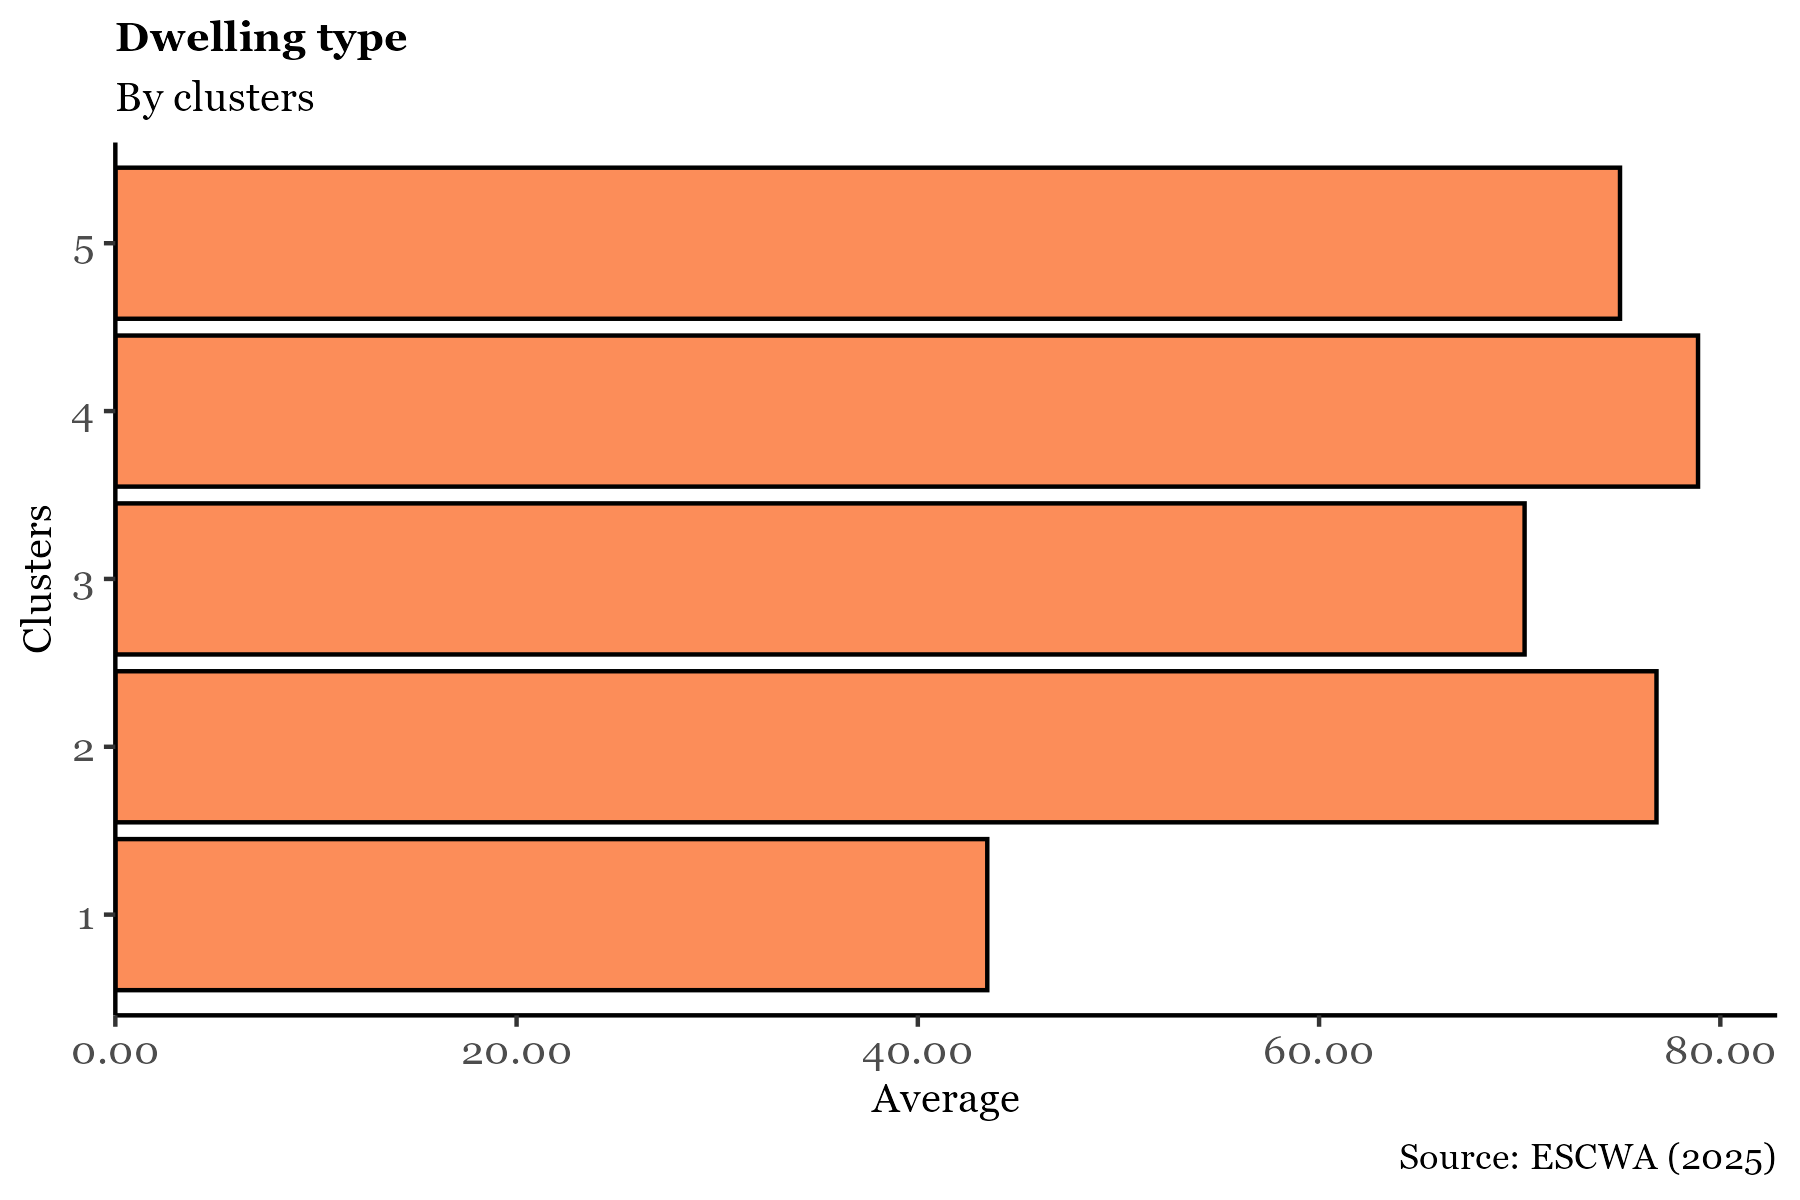 Dwelling type
By clusters
5
4
3
2
1
Clusters
0.00 20.00 40.00 60.00 80.00
Average
Source: ESCWA (2025)